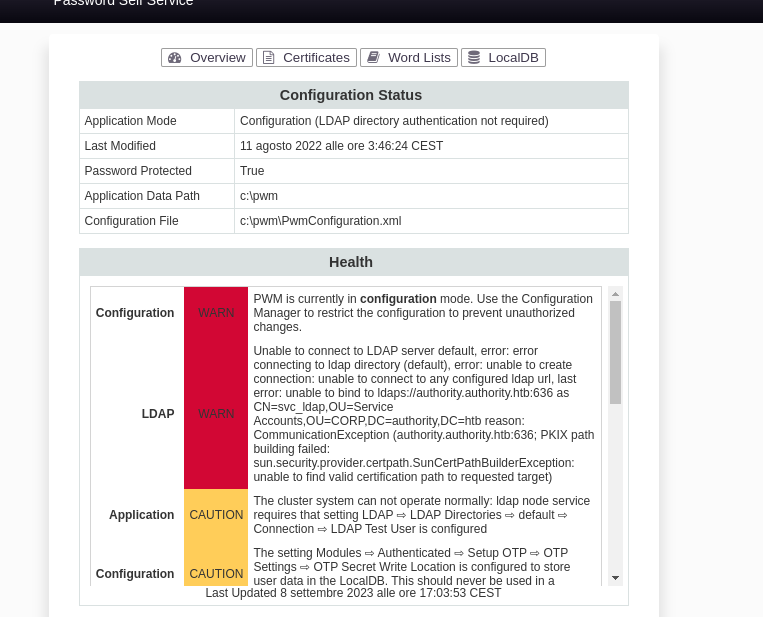 Password Self Service
Overview Certificates Word Lists LocalDB
Configuration Status
Application Mode Configuration (LDAP directory authentication not required)
Last Modified 11 agosto 2022 alle ore 3:46:24 CEST
Password Protected True
Application Data Path c:\pwm
Configuration File c:\pwm\PwmConfiguration.xml
Health
Configuration WARN PWM is currently in configuration mode. Use the Configuration
Manager to restrict the configuration to prevent unauthorized
changes.
LDAP WARN Unable to connect to LDAP server default, error: error
connecting to ldap directory (default), error: unable to create
connection: unable to connect to any configured ldap url, last
error: unable to bind to ldaps://authority.authority.htb:636 as
CN=svc_ldap,OU=Service
Accounts,OU=CORP,DC=authority,DC=htb reason:
CommunicationException (authority.authority.htb:636; PKIX path
building failed:
sun.security.provider.certpath.SunCertPathBuilderException:
unable to find valid certification path to requested target)
Application CAUTION The cluster system can not operate normally: ldap node service
requires that setting LDAP ⇨ LDAP Directories ⇨ default ⇨
Connection ⇨ LDAP Test User is configured
Configuration CAUTION The setting Modules ⇨ Authenticated ⇨ Setup OTP ⇨ OTP
Settings ⇨ OTP Secret Write Location is configured to store
user data in the LocalDB. This should never be used in a
Last Updated 8 settembre 2023 alle ore 17:03:53 CEST